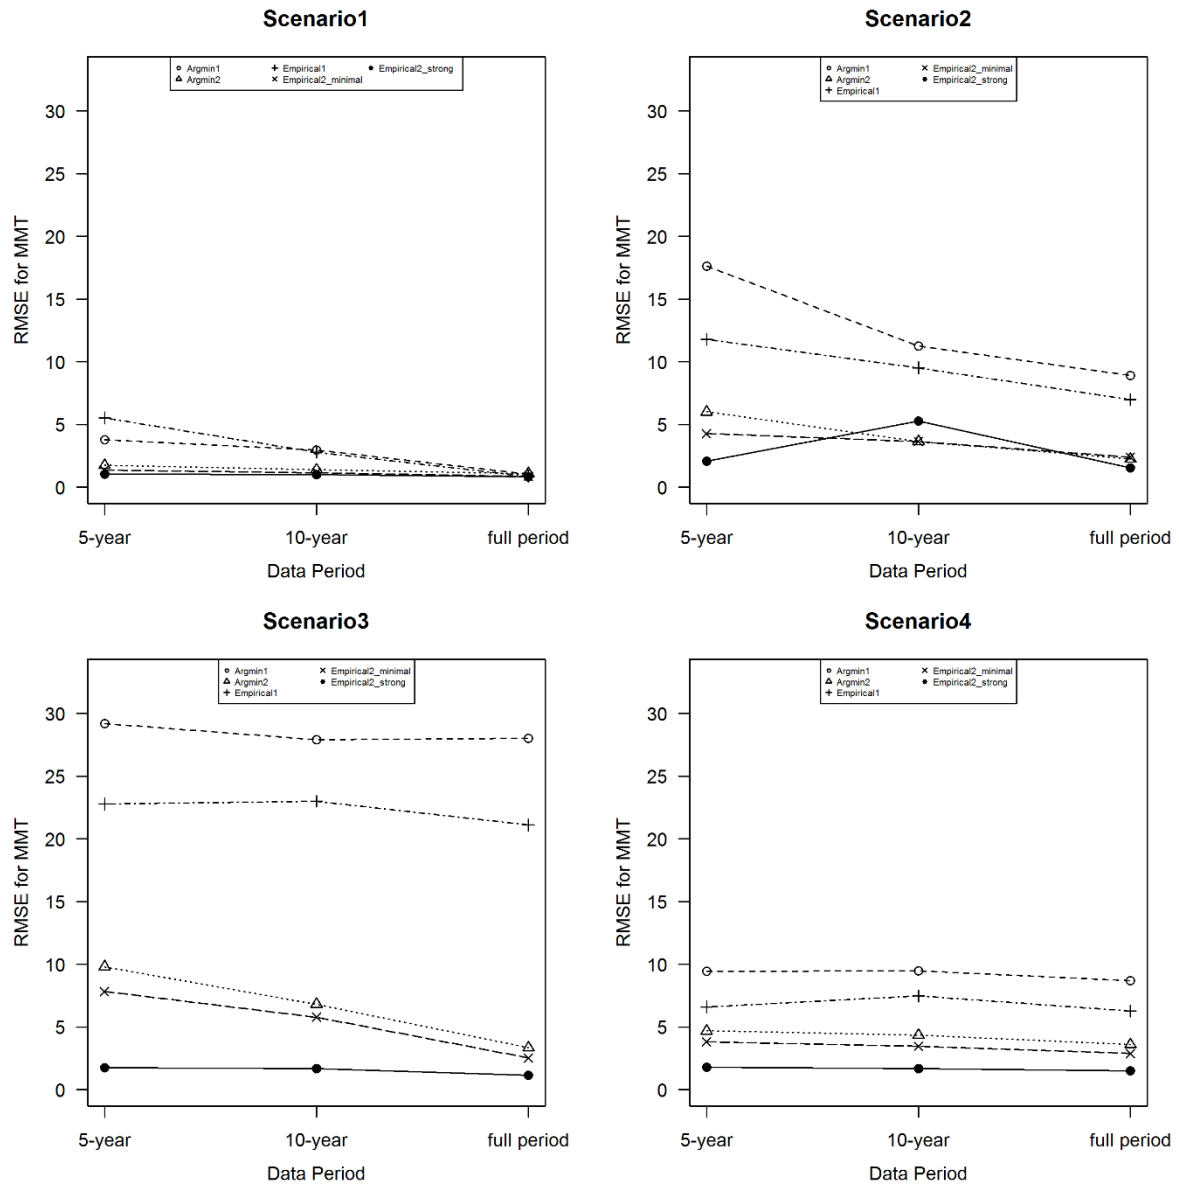 Scenario1
Argmin1 Empirical1 Empirical2_strong
Argmin2 Empirical2_minimal
RMSE for MMT
30
25
20
15
10
5
0
5-year 10-year full period
Data Period
Scenario2
Argmin1 Empirical2_minimal
Argmin2 Empirical2_strong
Empirical1
RMSE for MMT
30
25
20
15
10
5
0
5-year 10-year full period
Data Period
Scenario3
Argmin1 Empirical2_minimal
Argmin2 Empirical2_strong
Empirical1
RMSE for MMT
30
25
20
15
10
5
0
5-year 10-year full period
Data Period
Scenario4
Argmin1 Empirical2_minimal
Argmin2 Empirical2_strong
Empirical1
RMSE for MMT
30
25
20
15
10
5
0
5-year 10-year full period
Data Period